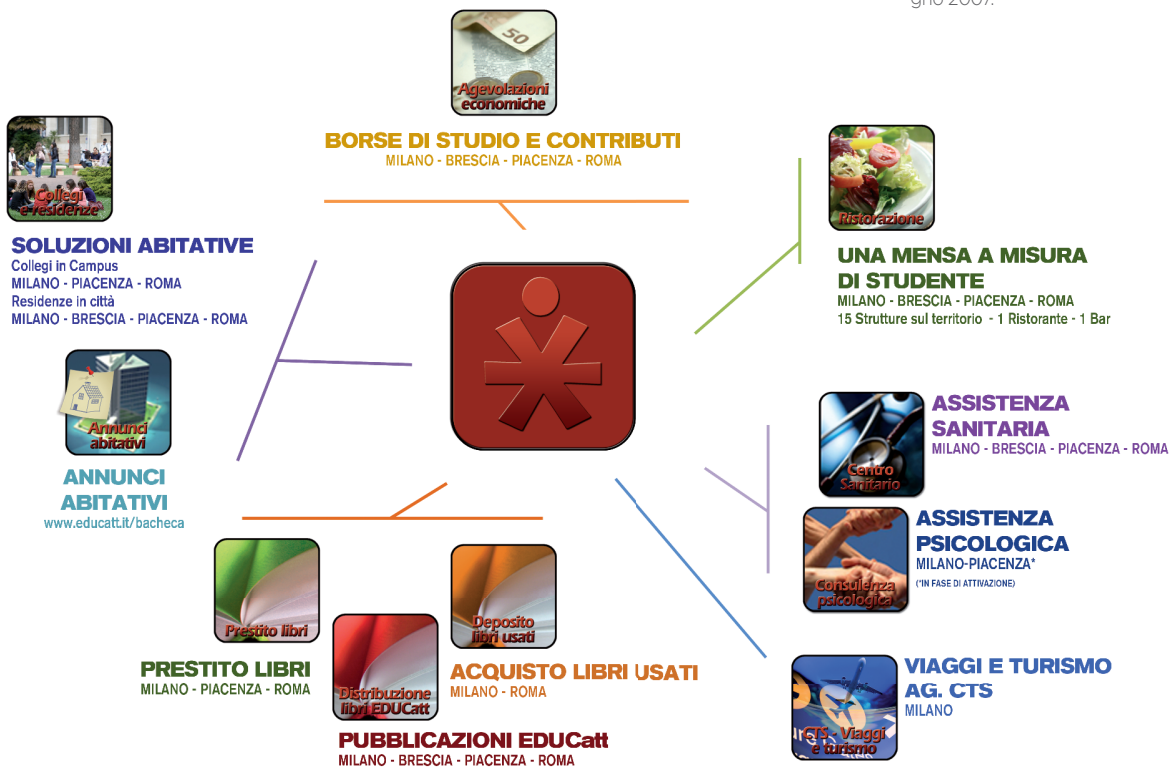 gno 2007.
Agevolazioni
economiche
BORSE DI STUDIO E CONTRIBUTI
MILANO - BRESCIA - PIACENZA - ROMA
Collegi
e residenze
SOLUZIONI ABITATIVE
Collegi in Campus
MILANO - PIACENZA - ROMA
Residenze in città
MILANO - BRESCIA - PIACENZA - ROMA
Ristorazione
UNA MENSA A MISURA
DI STUDENTE
MILANO - BRESCIA - PIACENZA - ROMA
15 Strutture sul territorio - 1 Ristorante - 1 Bar
Annunci
abitativi
ANNUNCI
ABITATIVI
www.educatt.it/bacheca
Centro
Sanitario
ASSISTENZA
SANITARIA
MILANO - BRESCIA - PIACENZA - ROMA
Consulenza
psicologica
ASSISTENZA
PSICOLOGICA
MILANO-PIACENZA*
(*IN FASE DI ATTIVAZIONE)
Prestito libri
PRESTITO LIBRI
MILANO - PIACENZA - ROMA
Deposito
libri usati
ACQUISTO LIBRI USATI
MILANO - ROMA
Distribuzione
libri EDUCatt
PUBBLICAZIONI EDUCatt
MILANO - BRESCIA - PIACENZA - ROMA
CTS - Viaggi
e turismo
VIAGGI E TURISMO
AG. CTS
MILANO